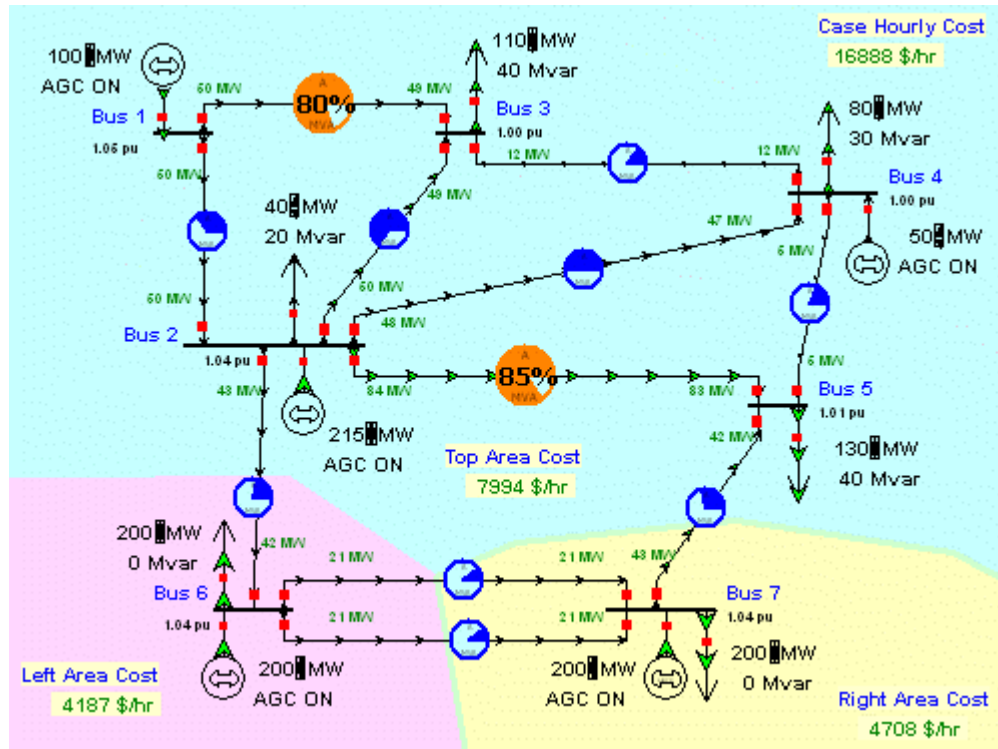 Case Hourly Cost
16888 $/hr
100 MW
AGC ON
Bus 1
1.05 pu
50 MW
A
80%
MVA
49 MW
110 MW
40 Mvar
Bus 3
1.00 pu
12 MW
12 MW
80 MW
30 Mvar
Bus 4
1.00 pu
50 MW
AGC ON
50 MW
49 MW
40 MW
20 Mvar
47 MW
5 MW
50 MW
50 MW
48 MW
Bus 2
1.04 pu
43 MW
84 MW
A
85%
MVA
83 MW
5 MW
Bus 5
1.01 pu
42 MW
130 MW
40 Mvar
215 MW
AGC ON
Top Area Cost
7994 $/hr
200 MW
0 Mvar
42 MW
21 MW
21 MW
43 MW
Bus 6
1.04 pu
21 MW
21 MW
Bus 7
1.04 pu
200 MW
AGC ON
200 MW
AGC ON
200 MW
0 Mvar
Left Area Cost
4187 $/hr
Right Area Cost
4708 $/hr